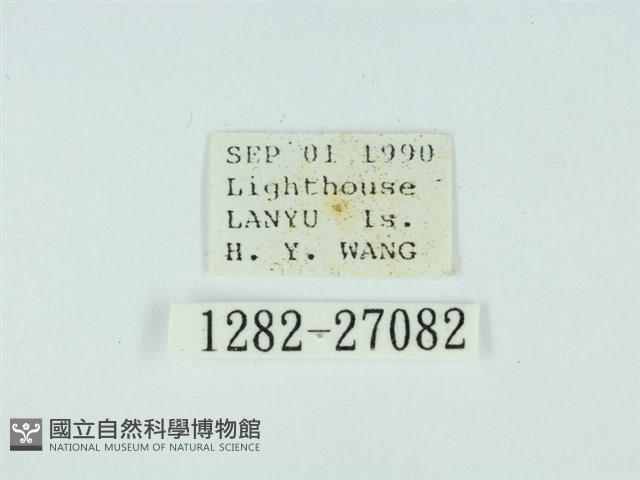 SEP 01 1990
Lighthouse
LANYU Is.
H. Y. WANG
1282-27082
國立自然科學博物館
NATIONAL MUSEUM OF NATURAL SCIENCE